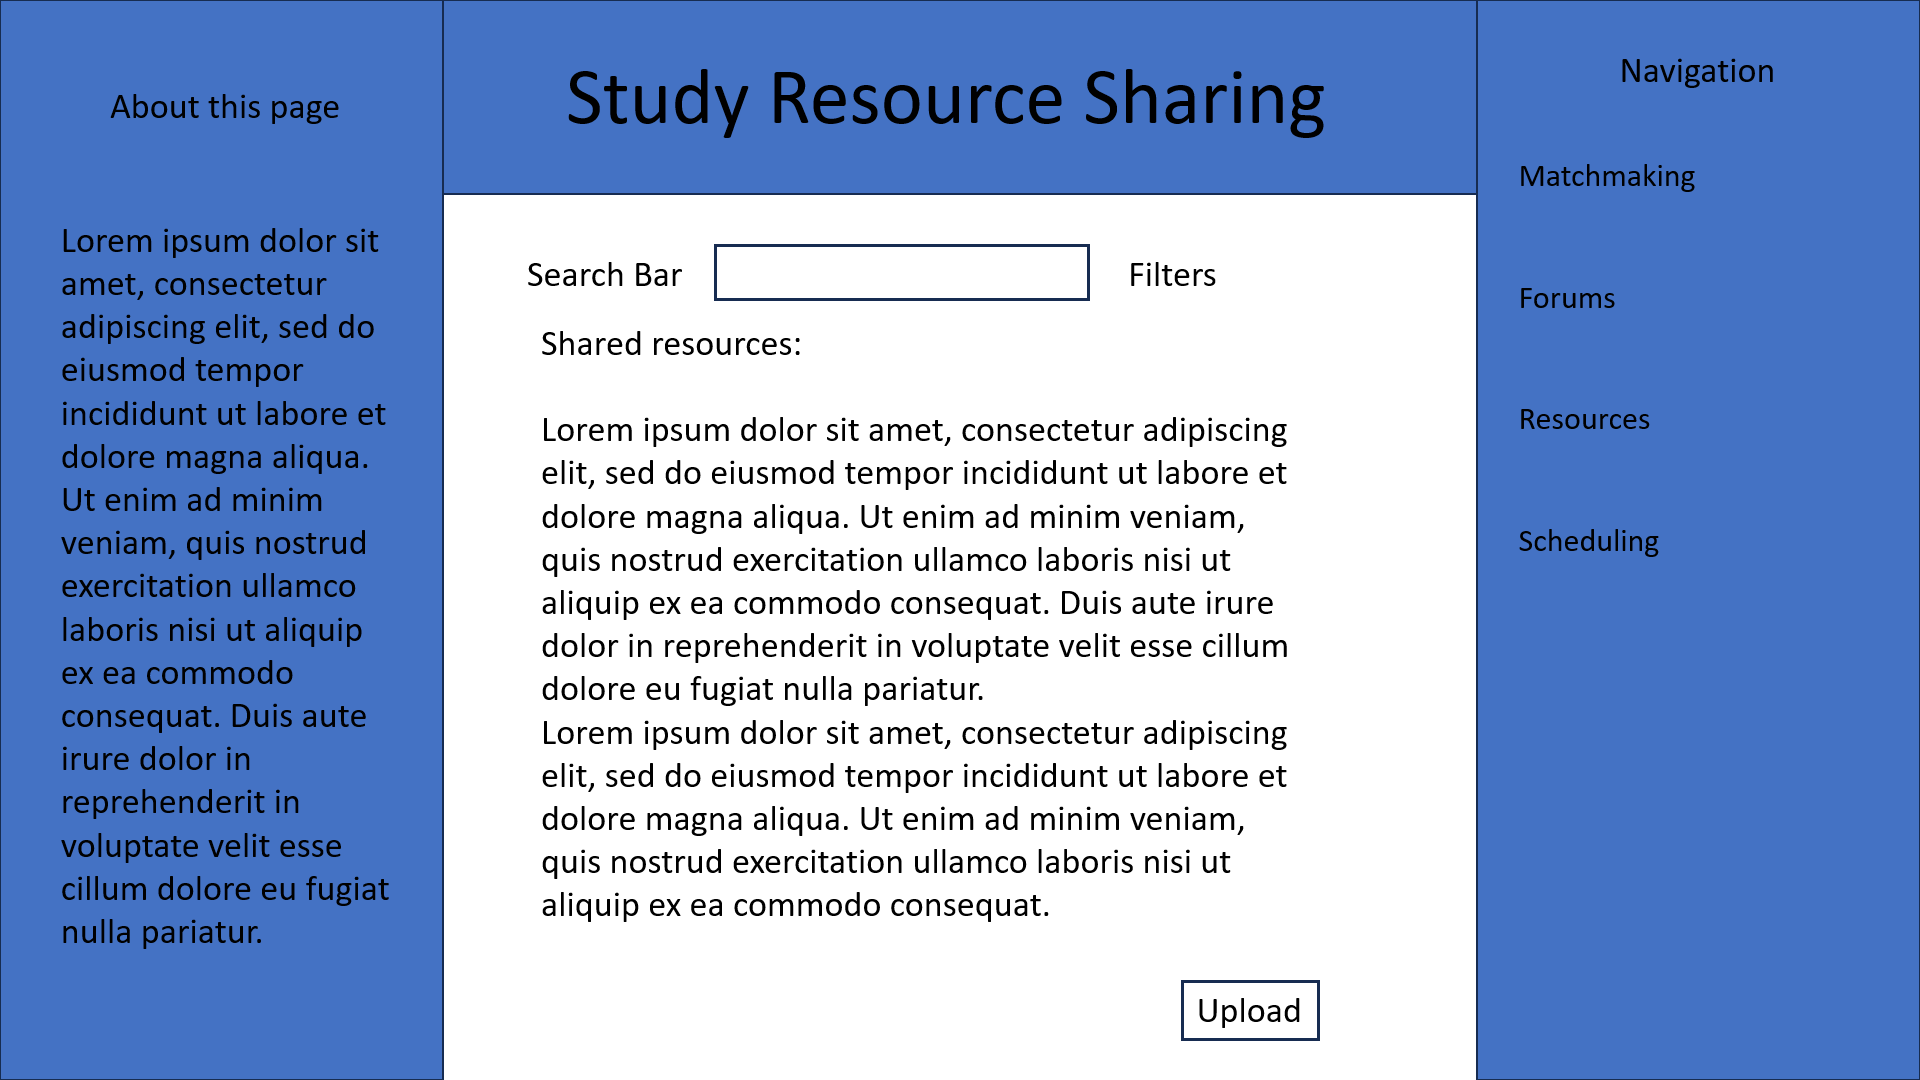 About this page
Lorem ipsum dolor sit
amet, consectetur
adipiscing elit, sed do
eiusmod tempor
incididunt ut labore et
dolore magna aliqua.
Ut enim ad minim
veniam, quis nostrud
exercitation ullamco
laboris nisi ut aliquip
ex ea commodo
consequat. Duis aute
irure dolor in
reprehenderit in
voluptate velit esse
cillum dolore eu fugiat
nulla pariatur.
Study Resource Sharing
Search Bar
Filters
Shared resources:
Lorem ipsum dolor sit amet, consectetur adipiscing
elit, sed do eiusmod tempor incididunt ut labore et
dolore magna aliqua. Ut enim ad minim veniam,
quis nostrud exercitation ullamco laboris nisi ut
aliquip ex ea commodo consequat. Duis aute irure
dolor in reprehenderit in voluptate velit esse cillum
dolore eu fugiat nulla pariatur.
Lorem ipsum dolor sit amet, consectetur adipiscing
elit, sed do eiusmod tempor incididunt ut labore et
dolore magna aliqua. Ut enim ad minim veniam,
quis nostrud exercitation ullamco laboris nisi ut
aliquip ex ea commodo consequat.
Upload
Navigation
Matchmaking
Forums
Resources
Scheduling